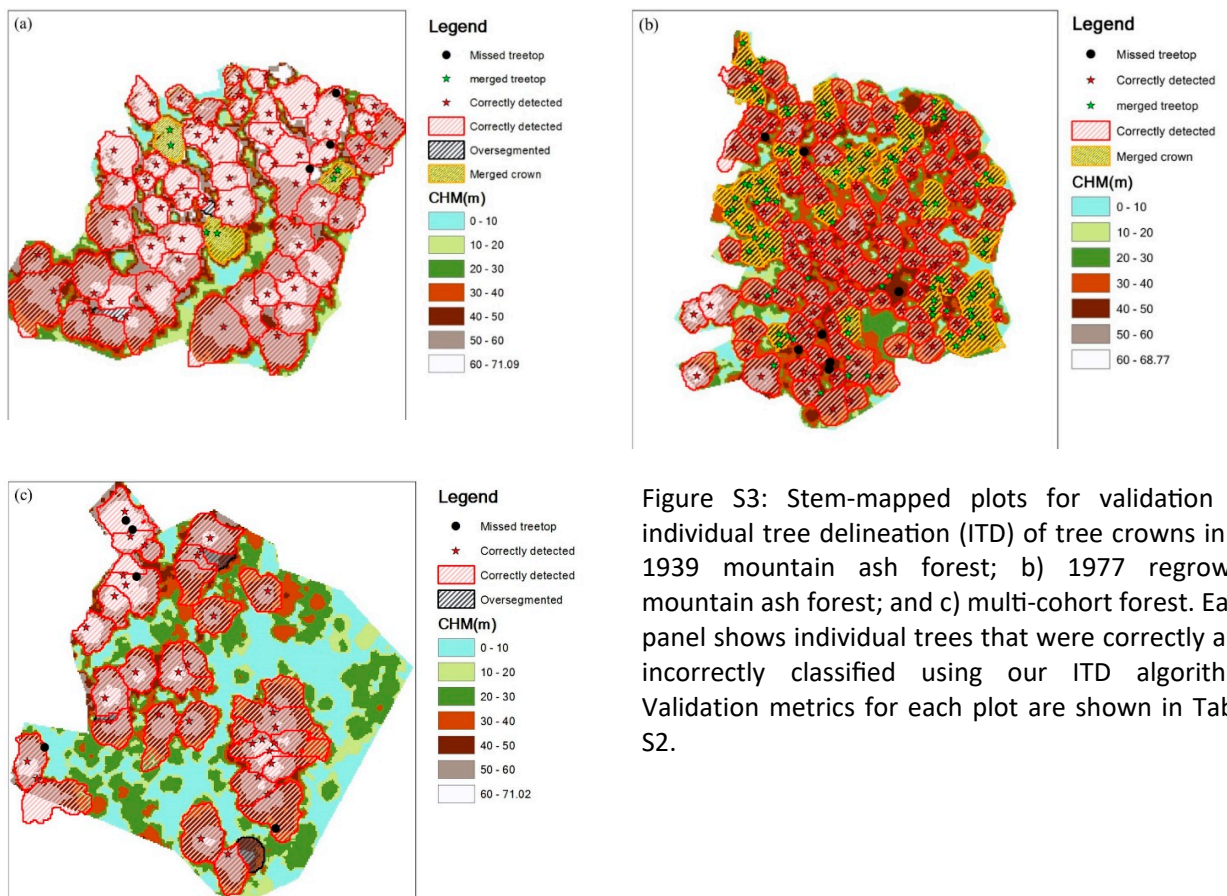 (a)
Legend
Missed treetop
merged treetop
Correctly detected
Correctly detected
Oversegmented
Merged crown
CHM(m)
0 - 10
10 - 20
20 - 30
30 - 40
40 - 50
50 - 60
60 - 71.09
(b)
Legend
Missed treetop
Correctly detected
merged treetop
Correctly detected
Merged crown
CHM(m)
0 - 10
10 - 20
20 - 30
30 - 40
40 - 50
50 - 60
60 - 68.77
(c)
Legend
Missed treetop
Correctly detected
Correctly detected
Oversegmented
CHM(m)
0 - 10
10 - 20
20 - 30
30 - 40
40 - 50
50 - 60
60 - 71.02
Figure S3: Stem-mapped plots for validation
individual tree delineation (ITD) of tree crowns in
1939 mountain ash forest; b) 1977 regrow
mountain ash forest; and c) multi-cohort forest. Ea
panel shows individual trees that were correctly a
incorrectly classified using our ITD algorith
Validation metrics for each plot are shown in Tab
S2.